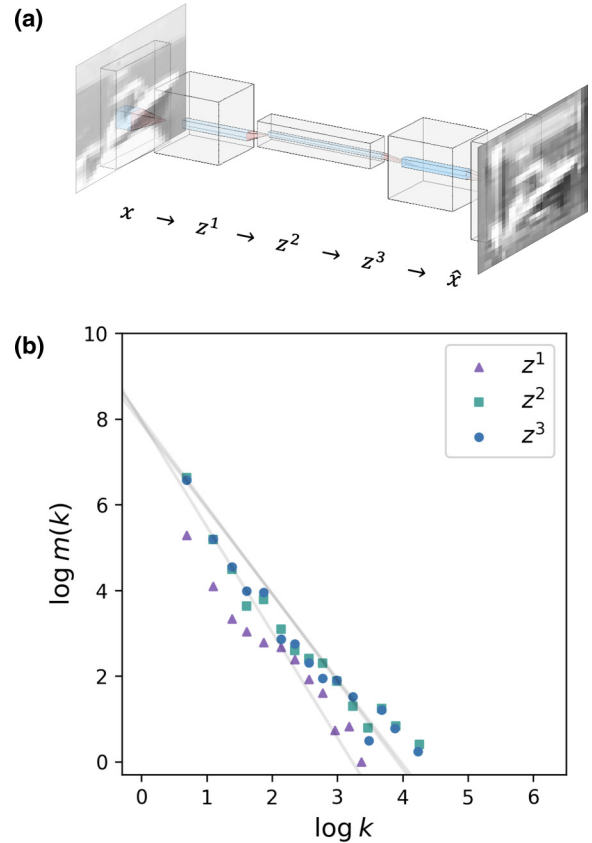 (a)
x → z¹ → z² → z³ → x̂
(b)
10
8
6
4
2
0
log m(k)
z¹
z²
z³
0 1 2 3 4 5 6
log k